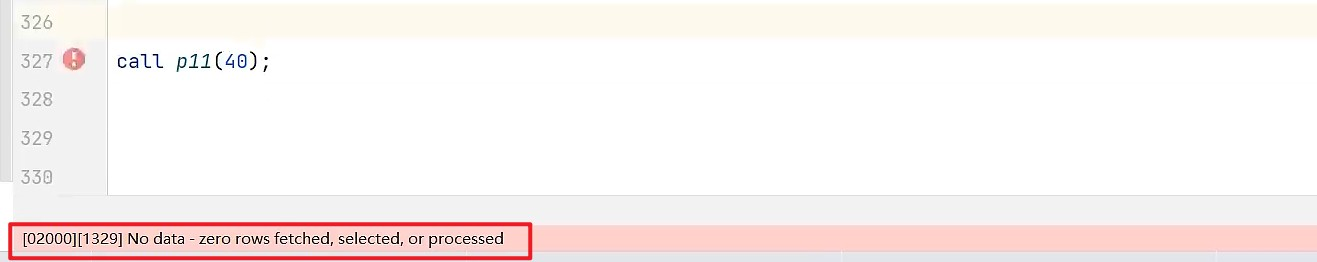 326
327 call p11(40);
328
329
330
[02000][1329] No data - zero rows fetched, selected, or processed